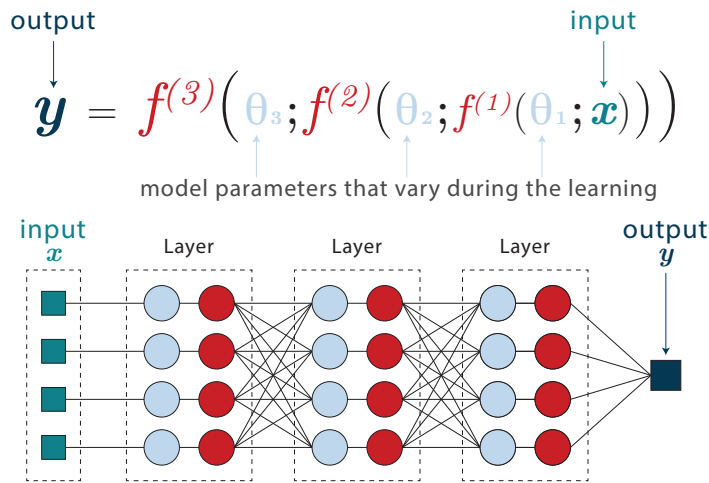 output input
y = f(3)(θ3;f(2)(θ2;f(1)(θ1;x)))
model parameters that vary during the learning
input output
x y
Layer Layer Layer